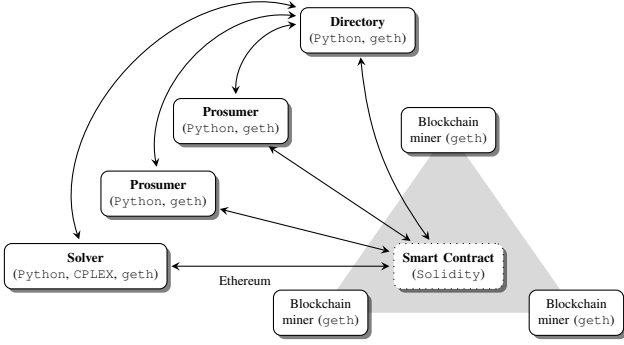 Directory
(Python, geth)
Prosumer
(Python, geth)
Blockchain
miner (geth)
Prosumer
(Python, geth)
Solver
(Python, CPLEX, geth)
Ethereum
Smart Contract
(Solidity)
Blockchain
miner (geth)
Blockchain
miner (geth)